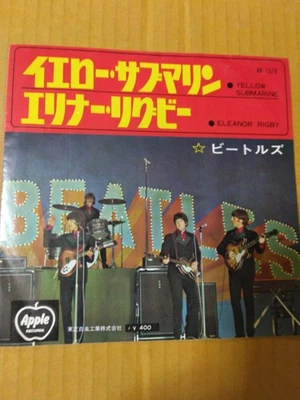 イエロー・サブマリン
エリナー・リグビー
● YELLOW
SUBMARINE
● ELEANOR RIGBY
☆ ビートルズ
BEATLES
Apple
RECORDS
東芝音楽工業株式会社
¥400